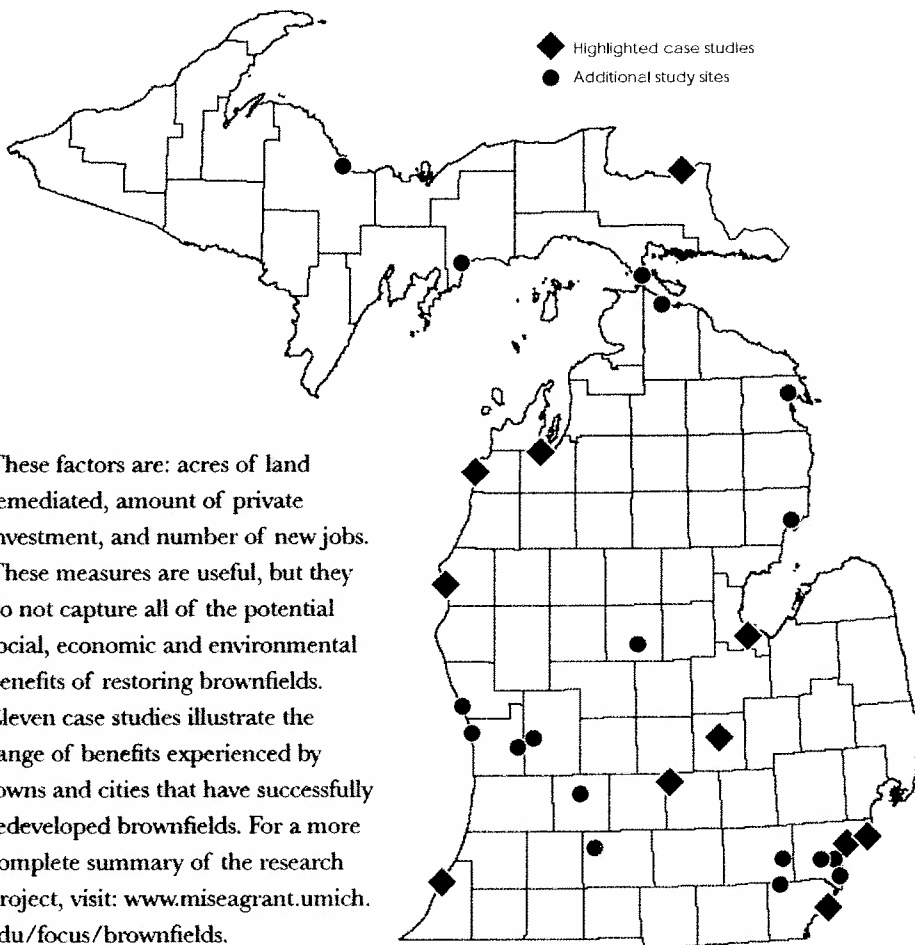 Highlighted case studies
Additional study sites
These factors are: acres of land
emediated, amount of private
nvestment, and number of new jobs.
These measures are useful, but they
o not capture all of the potential
ocial, economic and environmental
enefits of restoring brownfields.
Eleven case studies illustrate the
ange of benefits experienced by
owns and cities that have successfully
edeveloped brownfields. For a more
omplete summary of the research
roject, visit: www.miseagrant.umich.
du/focus/brownfields.